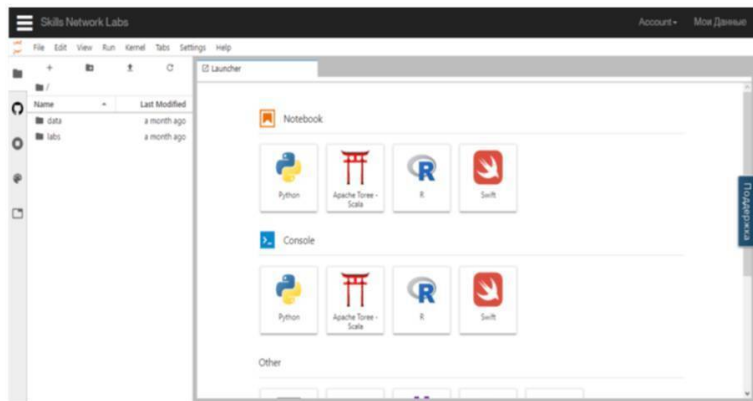 Skills Network Labs
Account
Мои Данные
File Edit View Run Kernel Tabs Settings Help
Launcher
/
Name Last Modified
data a month ago
labs a month ago
Notebook
Python
Apache Toree -
Scala
R
Swift
Console
Python
Apache Toree -
Scala
R
Swift
Other
Поддержка